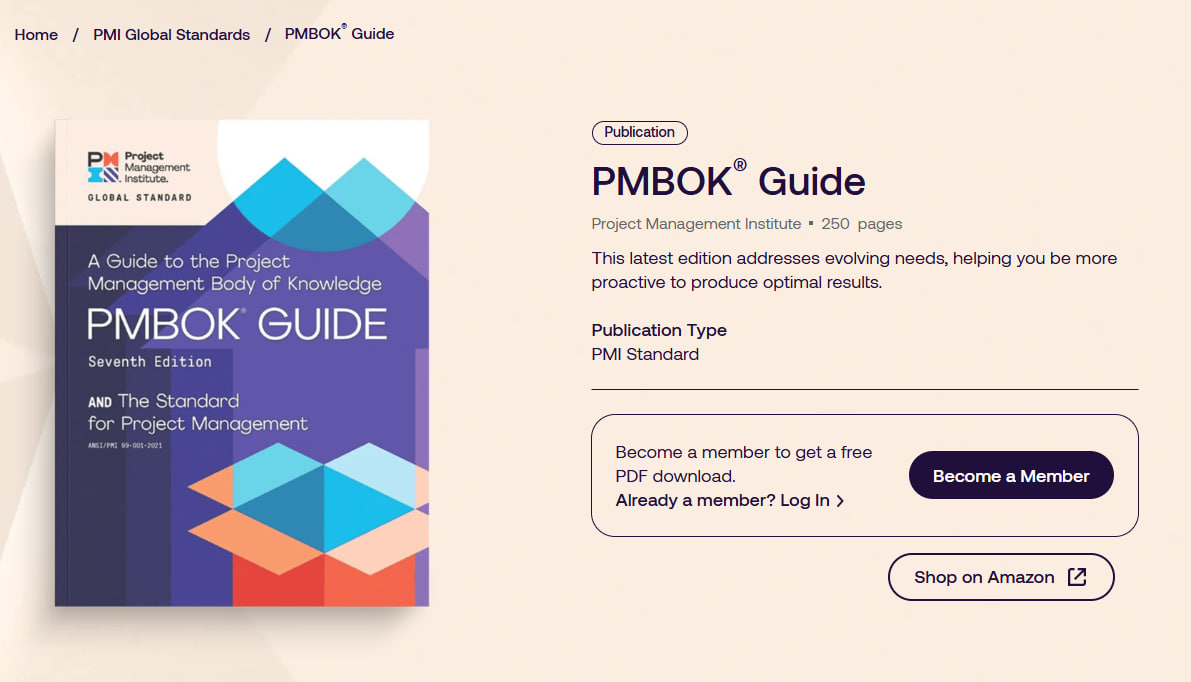 Home / PMI Global Standards / PMBOK® Guide
Project
Management
Institute.
GLOBAL STANDARD
A Guide to the Project
Management Body of Knowledge
PMBOK® GUIDE
Seventh Edition
AND The Standard
for Project Management
ANSI/PMI 99-001-2021
Publication
PMBOK® Guide
Project Management Institute ▪ 250 pages
This latest edition addresses evolving needs, helping you be more
proactive to produce optimal results.
Publication Type
PMI Standard
Become a member to get a free
PDF download.
Already a member? Log In >
Become a Member
Shop on Amazon